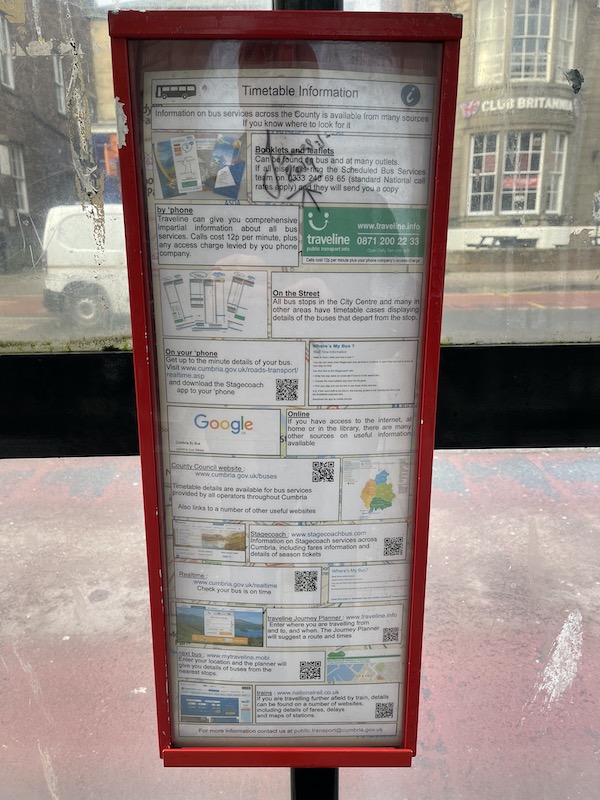 CLUB BRITANNIA
Timetable Information
i
Information on bus services across the County is available from many sources
If you know where to look for it
Booklets and leaflets
Can be found on bus and at many outlets.
If all else fails ring the Scheduled Bus Services
team on 0333 240 69 65 (standard National call
rates apply) and they will send you a copy
by 'phone
Traveline can give you comprehensive
impartial information about all bus
services. Calls cost 12p per minute, plus
any access charge levied by you phone
company.
www.traveline.info
traveline 0871 200 22 33
public transport info
Calls cost 12p per minute plus your phone company's access charge
On the Street
All bus stops in the City Centre and many in
other areas have timetable cases displaying
details of the buses that depart from the stop.
On your 'phone
Get up to the minute details of your bus.
Visit www.cumbria.gov.uk/roads-transport/
realtime.asp
and download the Stagecoach
app to your 'phone
Where's My Bus ?
Google
Online
If you have access to the internet, at
home or in the library, there are many
other sources on useful information
available
County Council website :
www.cumbria.gov.uk/buses
Timetable details are available for bus services
provided by all operators throughout Cumbria
Also links to a number of other useful websites
Stagecoach : www.stagecoachbus.com
Information on Stagecoach services across
Cumbria, including fares information and
details of season tickets
Realtime :
www.cumbria.gov.uk/realtime
Check your bus is on time
Where's My Bus?
traveline Journey Planner : www.traveline.info
Enter where you are travelling from
and to, and when. The Journey Planner
will suggest a route and times
next bus : www.mytraveline.mobi
Enter your location and the planner will
give you details of buses from the
nearest stops.
trains : www.nationalrail.co.uk
If you are travelling further afield by train, details
can be found on a number of websites,
including details of fares, delays
and maps of stations.
For more information contact us at public.transport@cumbria.gov.uk